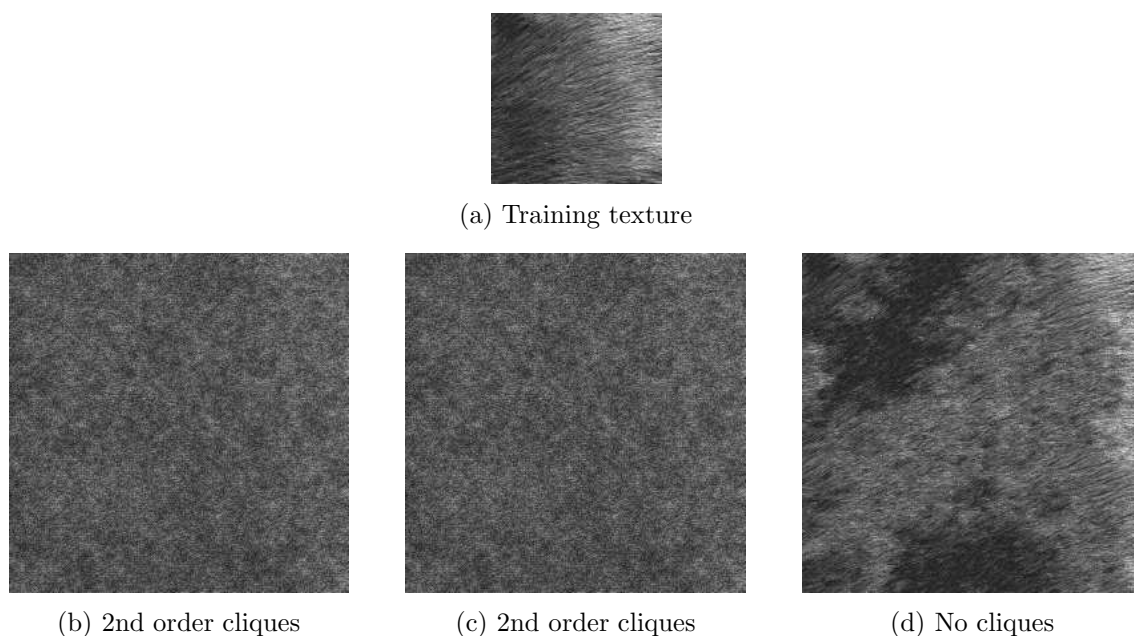 (a) Training texture
(b) 2nd order cliques
(c) 2nd order cliques
(d) No cliques